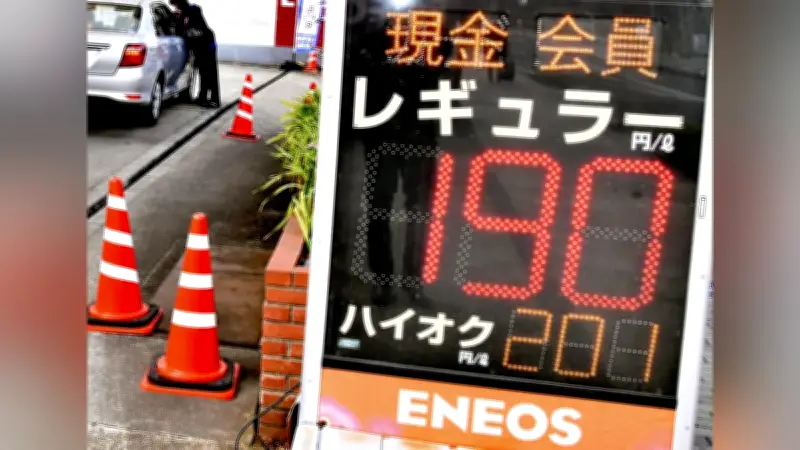 現金 会員
レギュラー
円/ℓ
190
ハイオク
円/ℓ
201
ENEOS